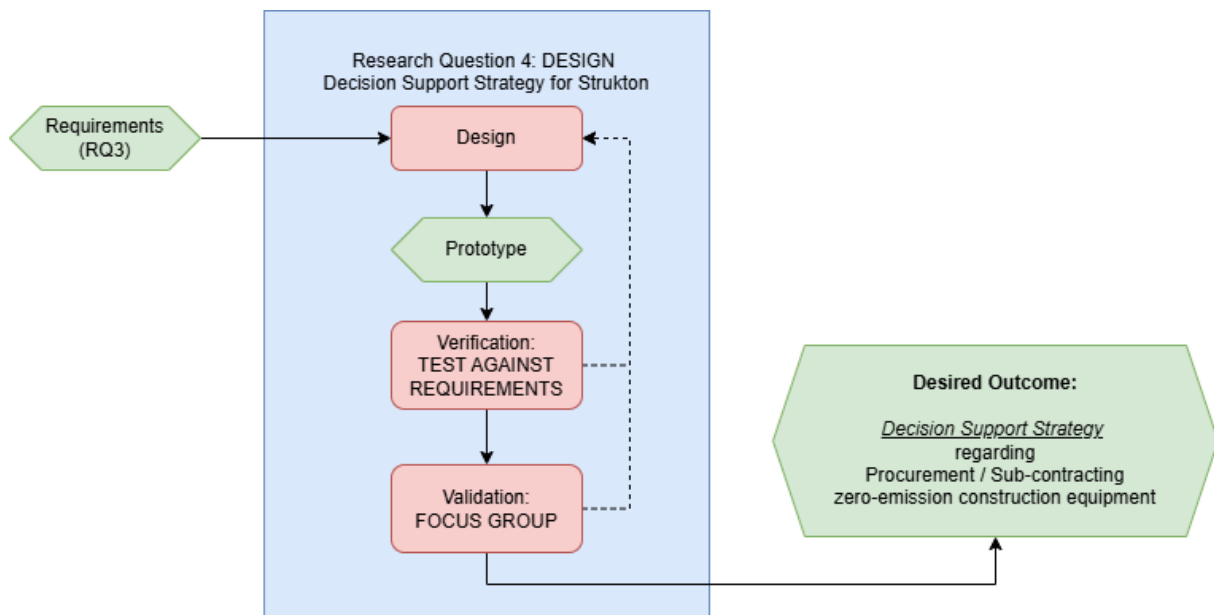 Research Question 4: DESIGN
Decision Support Strategy for Strukton
Requirements
(RQ3)
Design
Prototype
Verification:
TEST AGAINST
REQUIREMENTS
Validation:
FOCUS GROUP
Desired Outcome:
Decision Support Strategy
regarding
Procurement / Sub-contracting
zero-emission construction equipment